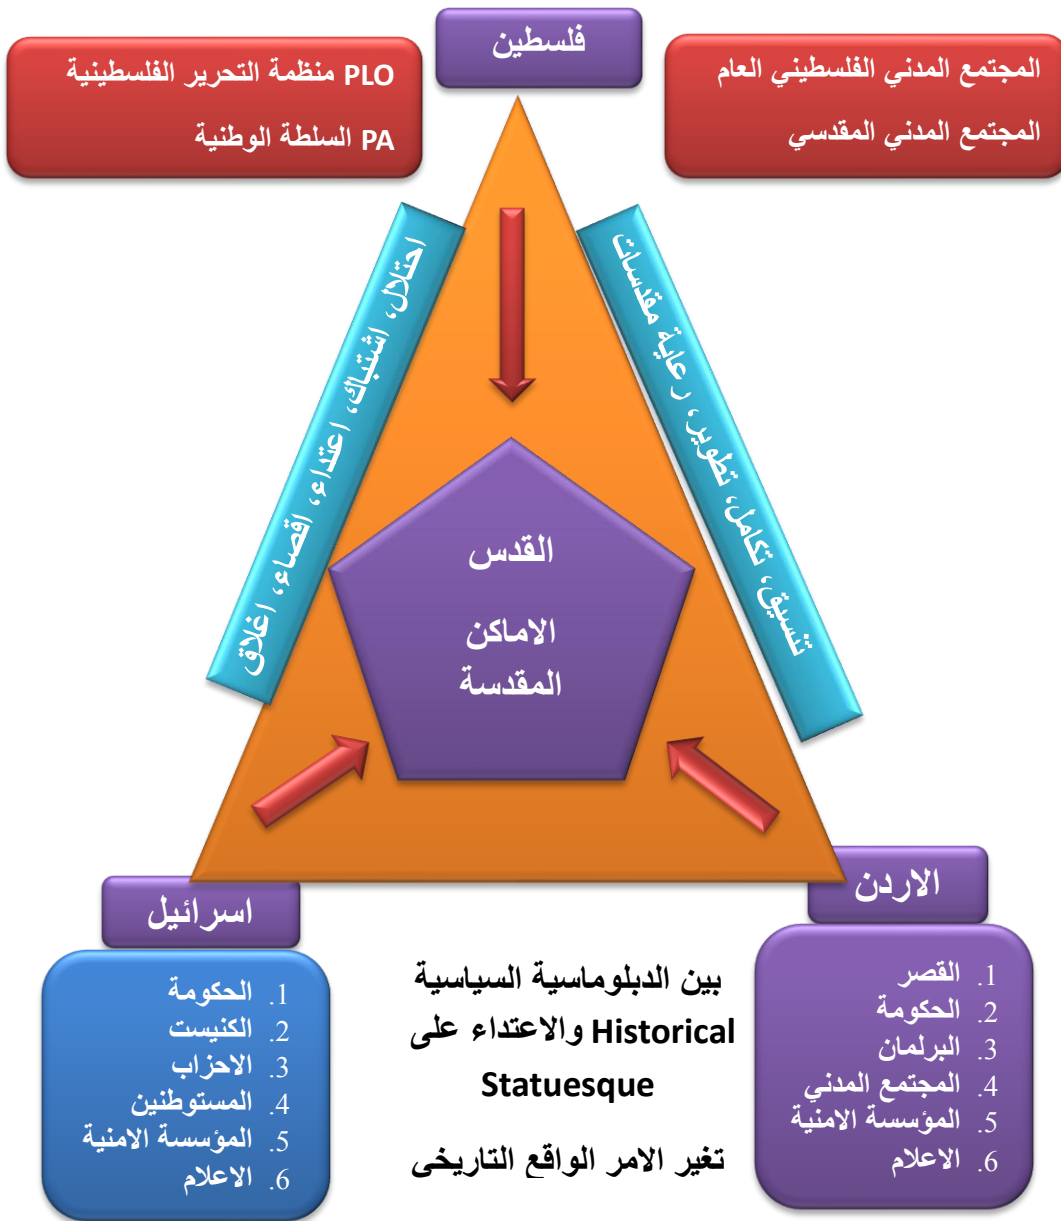 فلسطين
المجتمع المدني الفلسطيني العام
المجتمع المدني المقدسي
PLO منظمة التحرير الفلسطينية
PA السلطة الوطنية
تنسيق، تكامل، تطوير، رعاية مقدسات
احتلال، اشتباك، اعتداء، اقصاء، اغلاق
القدس
الاماكن
المقدسة
الاردن
1. القصر
2. الحكومة
3. البرلمان
4. المجتمع المدني
5. المؤسسة الامنية
6. الاعلام
بين الدبلوماسية السياسية
والاعتداء على Historical
Statuesque
تغير الامر الواقع التاريخي
اسرائيل
1. الحكومة
2. الكنيست
3. الاحزاب
4. المستوطنين
5. المؤسسة الامنية
6. الاعلام